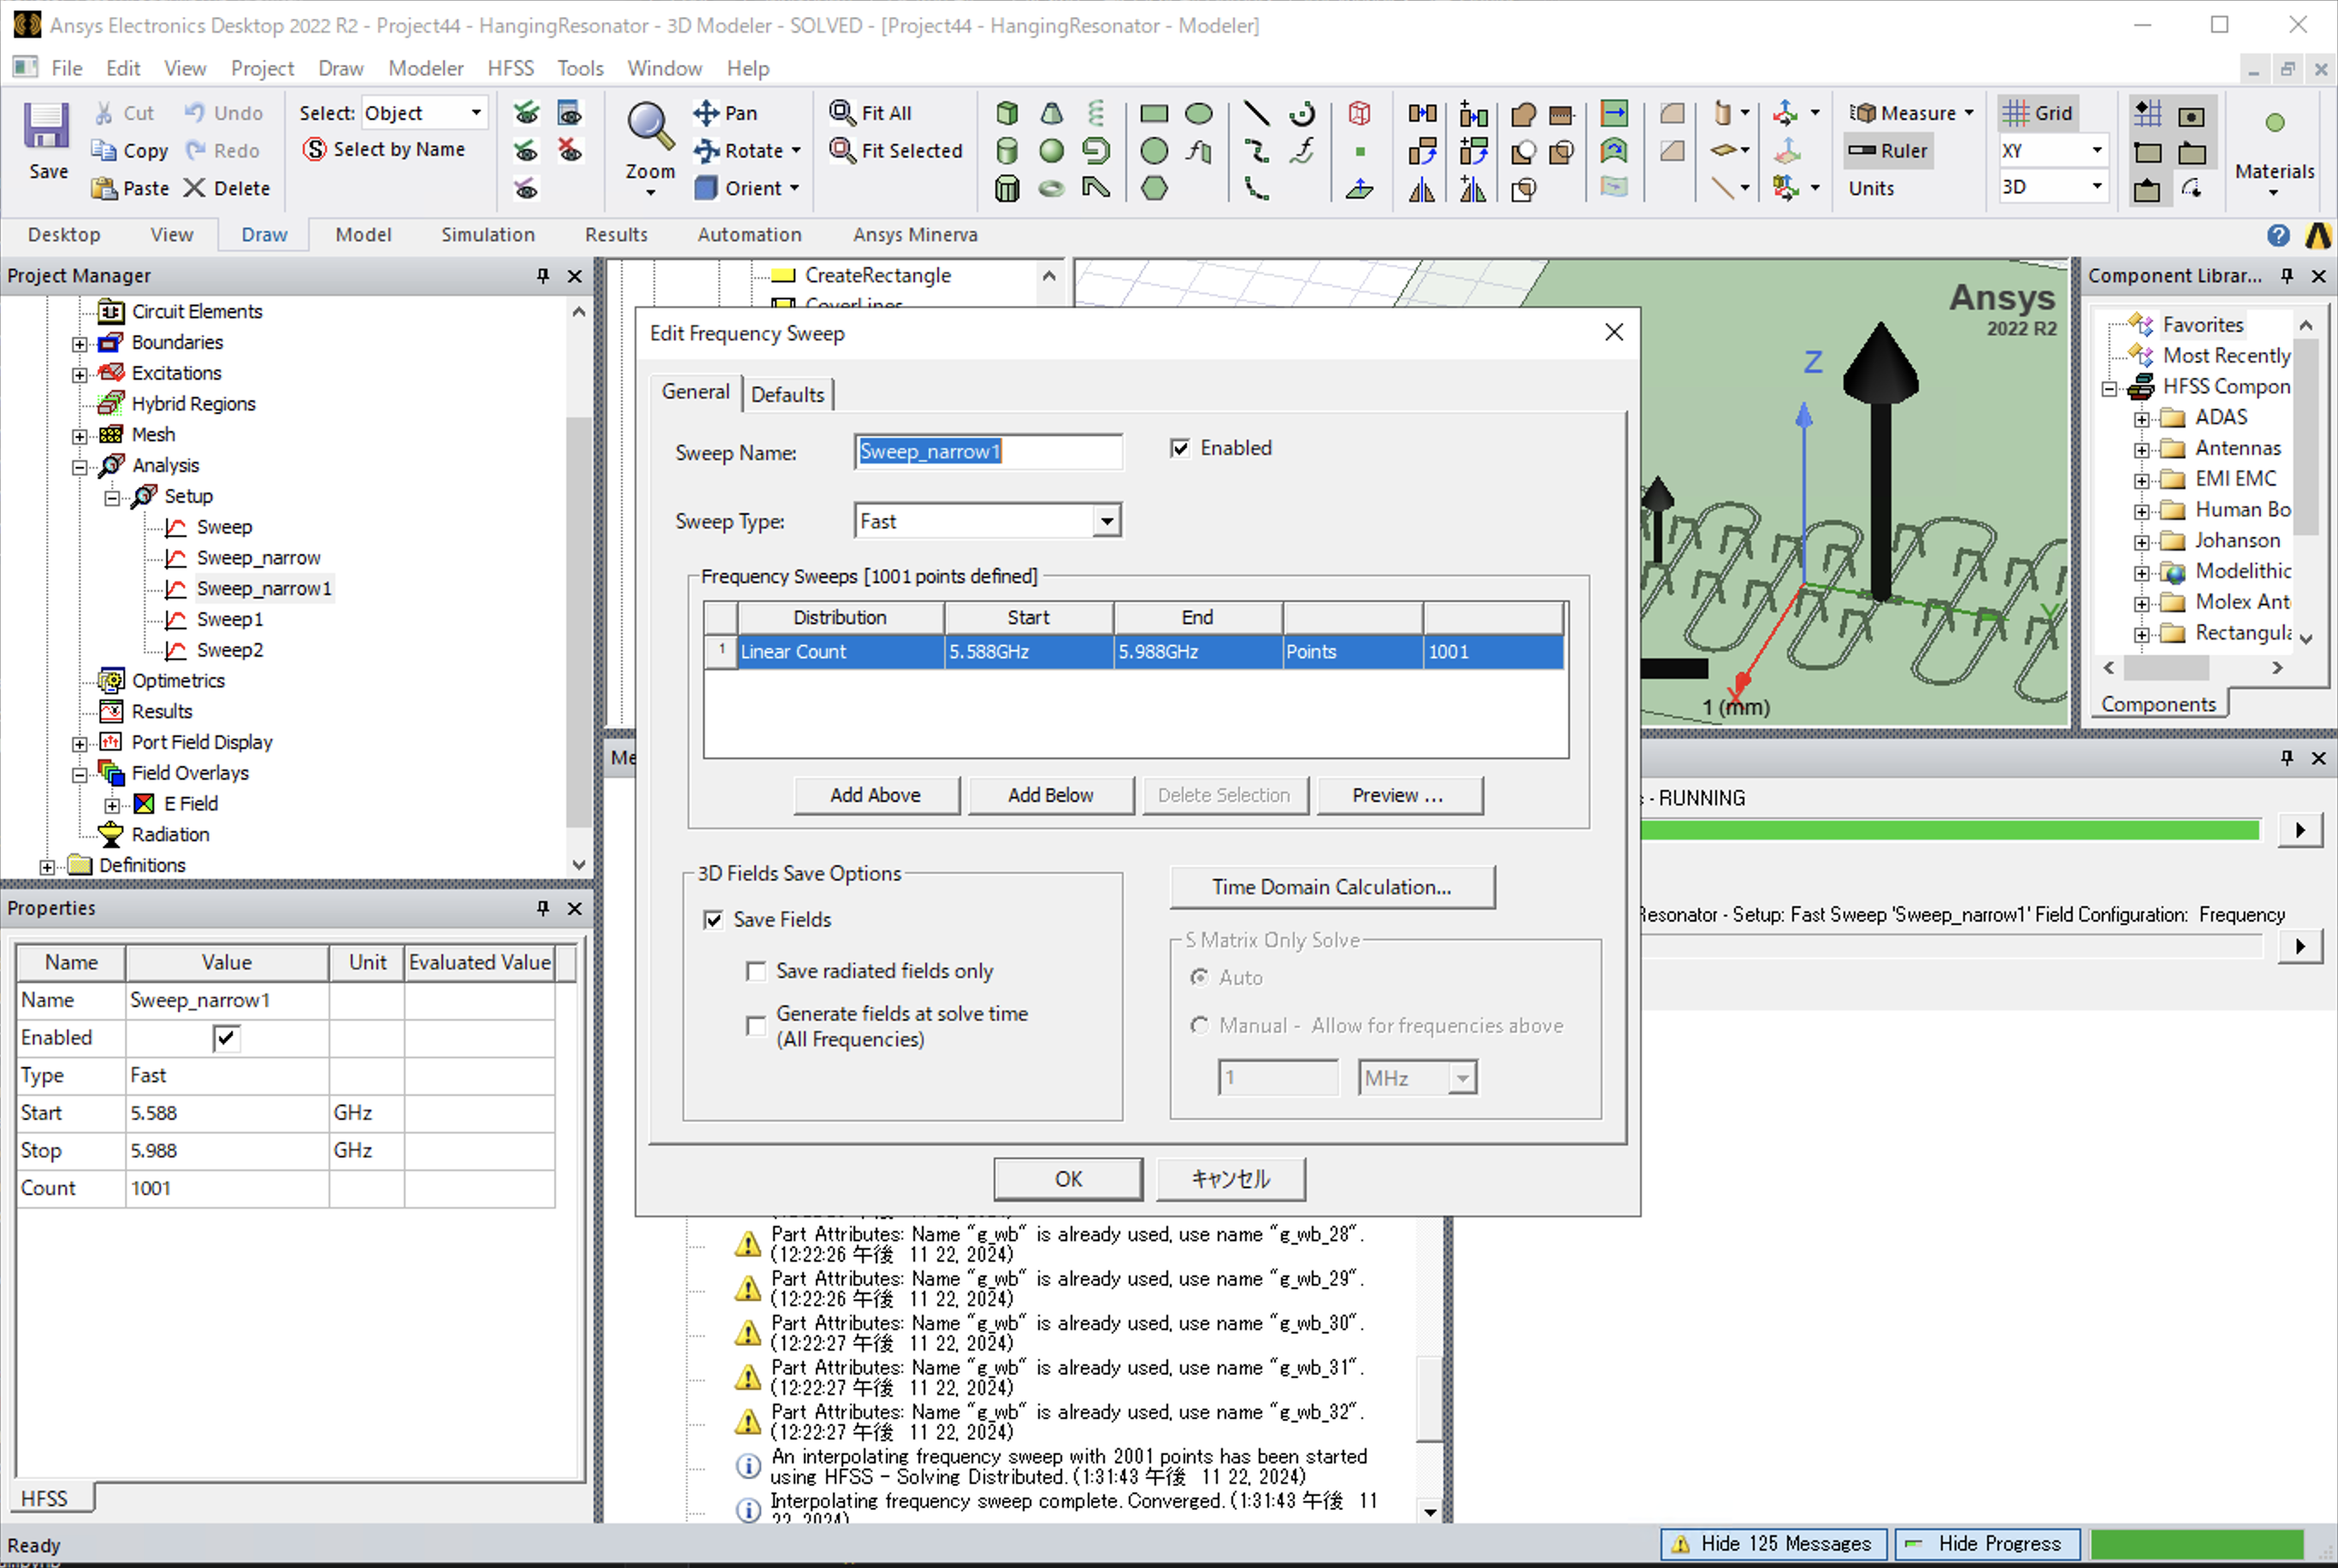 Ansys Electronics Desktop 2022 R2 - Project44 - HangingResonator - 3D Modeler - SOLVED - [Project44 - HangingResonator - Modeler]
File Edit View Project Draw Modeler HFSS Tools Window Help
Save
Cut
Copy
Paste
Undo
Redo
Delete
Select: Object
Select by Name
Zoom
Pan
Rotate
Orient
Fit All
Fit Selected
Measure
Ruler
Units
Grid
XY
3D
Materials
Desktop View Draw Model Simulation Results Automation Ansys Minerva
Project Manager
Circuit Elements
Boundaries
Excitations
Hybrid Regions
Mesh
Analysis
Setup
Sweep
Sweep_narrow
Sweep_narrow1
Sweep1
Sweep2
Optimetrics
Results
Port Field Display
Field Overlays
E Field
Radiation
Definitions
Properties
Name Value Unit Evaluated Value
Name Sweep_narrow1
Enabled
Type Fast
Start 5.588 GHz
Stop 5.988 GHz
Count 1001
HFSS
CreateRectangle
CoverLines
Edit Frequency Sweep
General Defaults
Sweep Name: Sweep_narrow1
Enabled
Sweep Type: Fast
Frequency Sweeps [1001 points defined]
Distribution Start End
1 Linear Count 5.588GHz 5.988GHz Points 1001
Add Above Add Below Delete Selection Preview ...
3D Fields Save Options
Save Fields
Save radiated fields only
Generate fields at solve time
(All Frequencies)
Time Domain Calculation...
S Matrix Only Solve
Auto
Manual - Allow for frequencies above
1 MHz
OK キャンセル
Ansys
2022 R2
Z
Y
X
1 (mm)
Component Librar...
Favorites
Most Recently
HFSS Compon
ADAS
Antennas
EMI EMC
Human Bo
Johanson
Modelithic
Molex Ant
Rectangula
Components
Me
- RUNNING
Resonator - Setup: Fast Sweep 'Sweep_narrow1' Field Configuration: Frequency
Part Attributes: Name "g_wb" is already used, use name "g_wb_28".
(12:22:26 午後 11 22, 2024)
Part Attributes: Name "g_wb" is already used, use name "g_wb_29".
(12:22:26 午後 11 22, 2024)
Part Attributes: Name "g_wb" is already used, use name "g_wb_30".
(12:22:27 午後 11 22, 2024)
Part Attributes: Name "g_wb" is already used, use name "g_wb_31".
(12:22:27 午後 11 22, 2024)
Part Attributes: Name "g_wb" is already used, use name "g_wb_32".
(12:22:27 午後 11 22, 2024)
An interpolating frequency sweep with 2001 points has been started
using HFSS - Solving Distributed. (1:31:43 午後 11 22, 2024)
Interpolating frequency sweep complete. Converged. (1:31:43 午後 11
22, 2024)
Ready
Hide 125 Messages
Hide Progress